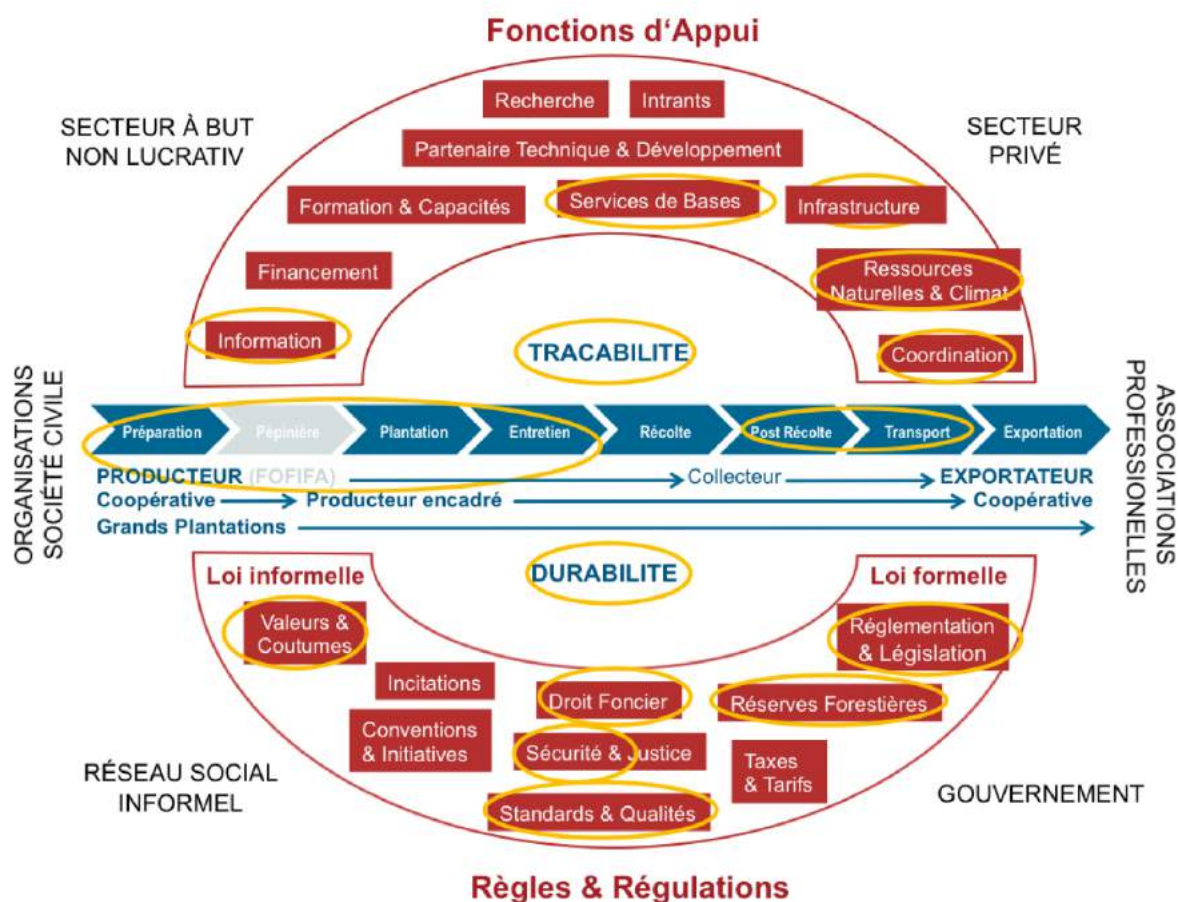 Fonctions d'Appui
SECTEUR À BUT
NON LUCRATIV
SECTEUR
PRIVÉ
Recherche
Intrants
Partenaire Technique & Développement
Formation & Capacités
Services de Bases
Infrastructure
Financement
Ressources
Naturelles & Climat
Information
Coordination
TRACABILITE
ORGANISATIONS
SOCIÉTÉ CIVILE
ASSOCIATIONS
PROFESSIONELLES
Préparation
Pépinière
Plantation
Entretien
Récolte
Post Récolte
Transport
Exportation
PRODUCTEUR (FOFIFA)
Collecteur
EXPORTATEUR
Coopérative
Producteur encadré
Coopérative
Grands Plantations
DURABILITE
Loi informelle
Loi formelle
Valeurs &
Coutumes
Réglementation
& Législation
Incitations
Droit Foncier
Réserves Forestières
Conventions
& Initiatives
Sécurité & Justice
Taxes
& Tarifs
Standards & Qualités
RÉSEAU SOCIAL
INFORMEL
GOUVERNEMENT
Règles & Régulations